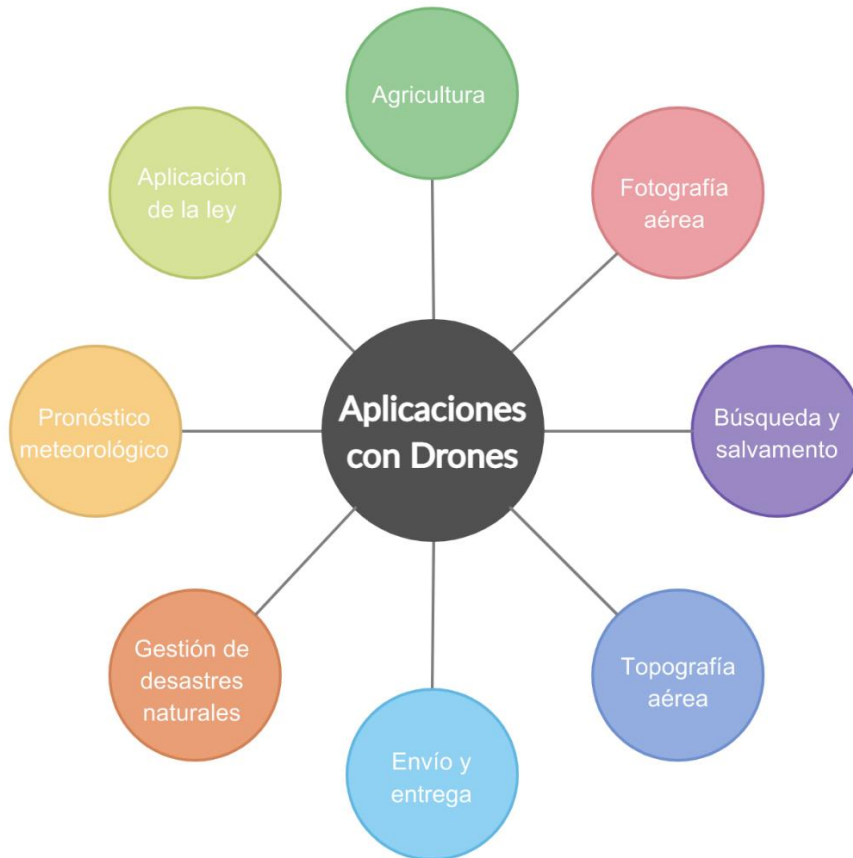 Agricultura
Fotografía
aérea
Búsqueda y
salvamento
Topografía
aérea
Envío y
entrega
Gestión de
desastres
naturales
Pronóstico
meteorológico
Aplicación
de la ley
Aplicaciones
con Drones